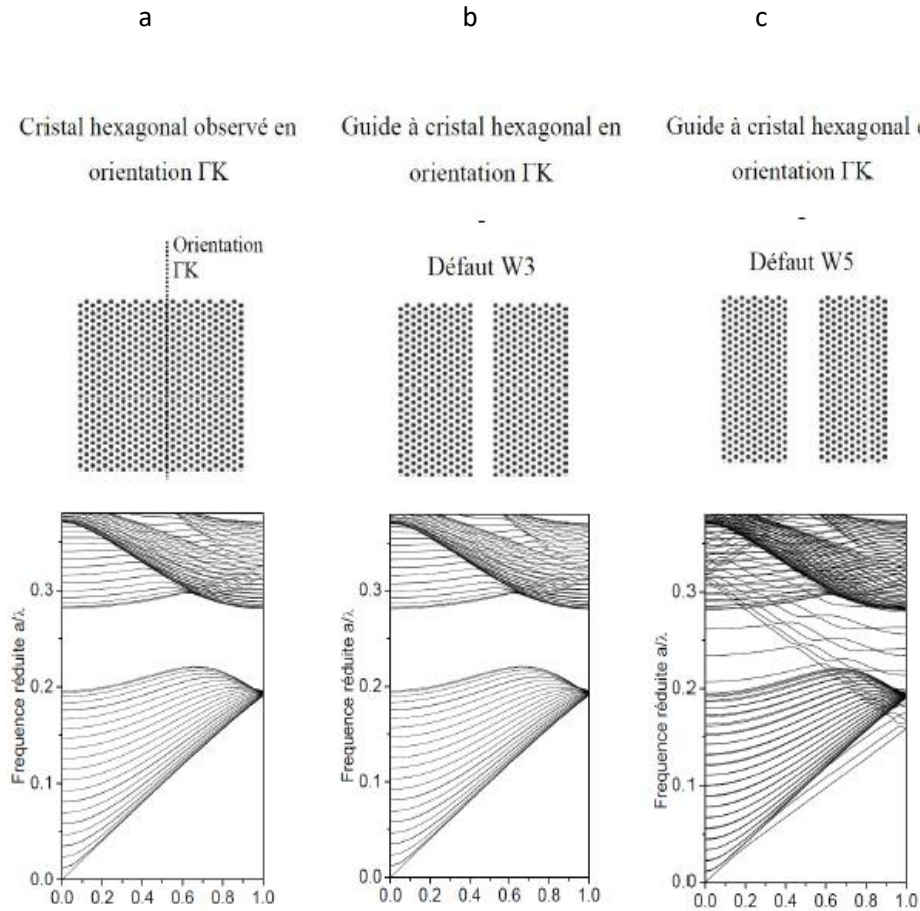 a
b
c
Cristal hexagonal observé en
orientation ΓK
Guide à cristal hexagonal en
orientation ΓK
-
Défaut W3
Guide à cristal hexagonal
orientation ΓK
-
Défaut W5
Orientation
ΓK
Frequence réduite a/λ
0.3
0.2
0.1
0.0
0.0 0.2 0.4 0.6 0.8 1.0
Frequence réduite a/λ
0.3
0.2
0.1
0.0
0.0 0.2 0.4 0.6 0.8 1.0
Frequence réduite a/λ
0.3
0.2
0.1
0.0
0.0 0.2 0.4 0.6 0.8 1.0